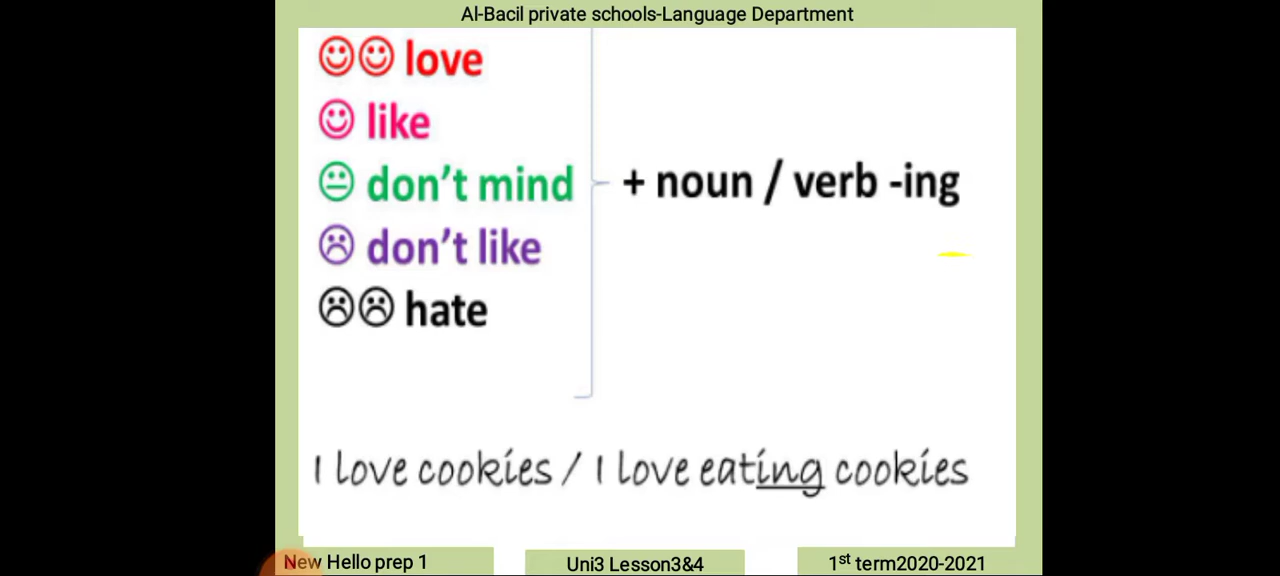 Al-Bacil private schools-Language Department
love
like
don't mind
don't like
hate
+ noun / verb -ing
I love cookies / I love eating cookies
New Hello prep 1
Uni3 Lesson3&4
1st term2020-2021